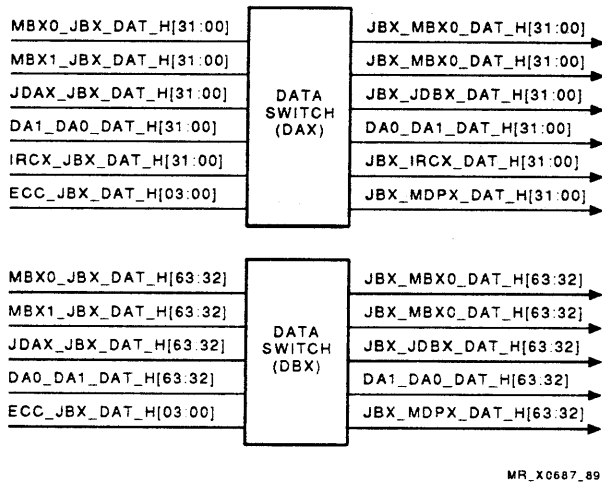 MBX0_JBX_DAT_H[31:00]
MBX1_JBX_DAT_H[31:00]
JDAX_JBX_DAT_H[31:00]
DA1_DA0_DAT_H[31:00]
IRCX_JBX_DAT_H[31:00]
ECC_JBX_DAT_H[03:00]
DATA
SWITCH
(DAX)
JBX_MBX0_DAT_H[31:00]
JBX_MBX0_DAT_H[31:00]
JBX_JDBX_DAT_H[31:00]
DA0_DA1_DAT_H[31:00]
JBX_IRCX_DAT_H[31:00]
JBX_MDPX_DAT_H[31:00]
MBX0_JBX_DAT_H[63:32]
MBX1_JBX_DAT_H[63:32]
JDAX_JBX_DAT_H[63:32]
DA0_DA1_DAT_H[63:32]
ECC_JBX_DAT_H[03:00]
DATA
SWITCH
(DBX)
JBX_MBX0_DAT_H[63:32]
JBX_MBX0_DAT_H[63:32]
JBX_JDBX_DAT_H[63:32]
DA1_DA0_DAT_H[63:32]
JBX_MDPX_DAT_H[63:32]
MR_X0687_89